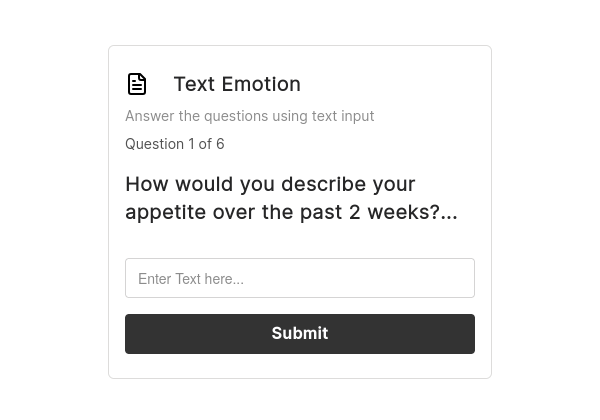 Text Emotion
Answer the questions using text input
Question 1 of 6
How would you describe your
appetite over the past 2 weeks?...
Enter Text here...
Submit